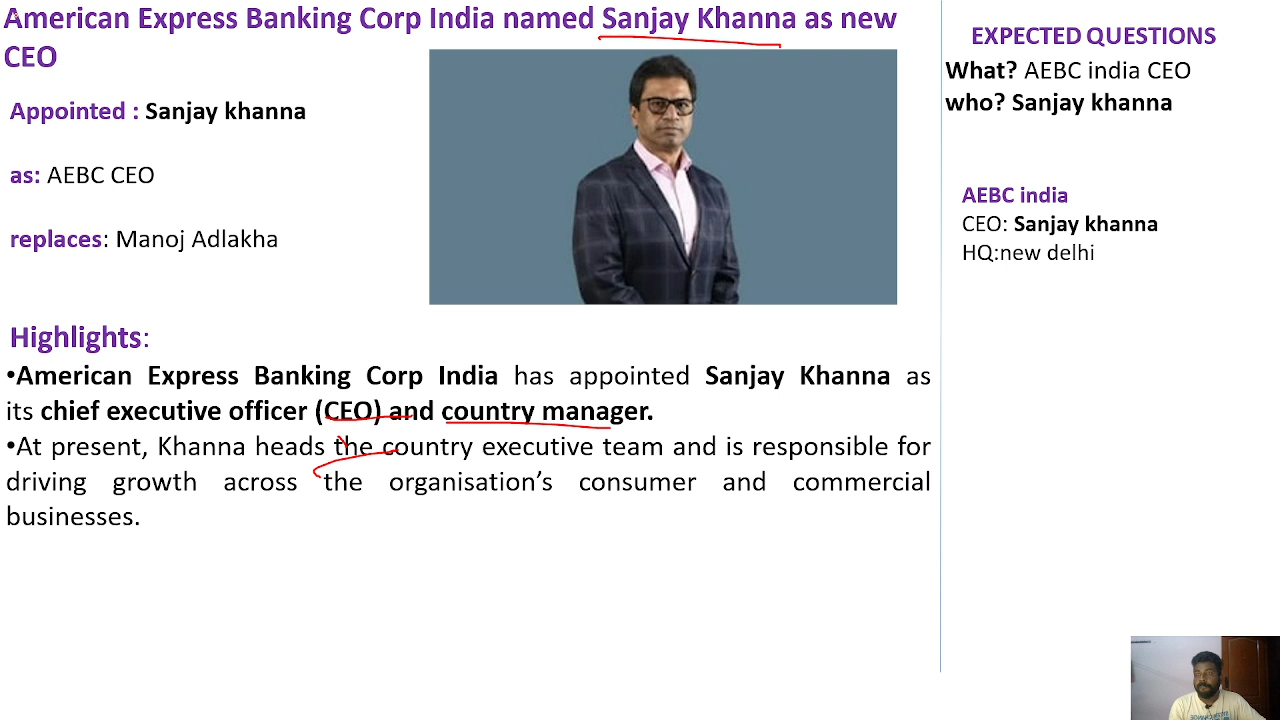 American Express Banking Corp India named Sanjay Khanna as new
CEO
Appointed : Sanjay khanna
as: AEBC CEO
replaces: Manoj Adlakha
Highlights:
•American Express Banking Corp India has appointed Sanjay Khanna as
its chief executive officer (CEO) and country manager.
•At present, Khanna heads the country executive team and is responsible for
driving growth across the organisation’s consumer and commercial
businesses.
EXPECTED QUESTIONS
What? AEBC india CEO
who? Sanjay khanna
AEBC india
CEO: Sanjay khanna
HQ:new delhi